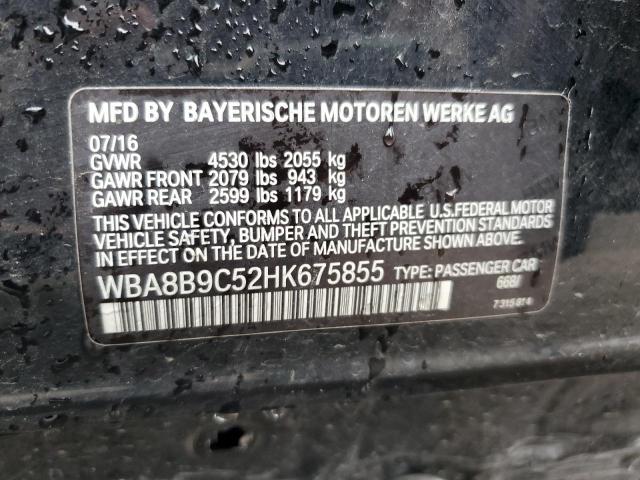 MFD BY BAYERISCHE MOTOREN WERKE AG
07/16
GVWR 4530 lbs 2055 kg
GAWR FRONT 2079 lbs 943 kg
GAWR REAR 2599 lbs 1179 kg
THIS VEHICLE CONFORMS TO ALL APPLICABLE U.S.FEDERAL MOTOR
VEHICLE SAFETY, BUMPER AND THEFT PREVENTION STANDARDS
IN EFFECT ON THE DATE OF MANUFACTURE SHOWN ABOVE.
WBA8B9C52HK675855 TYPE: PASSENGER CAR
668/
7315814